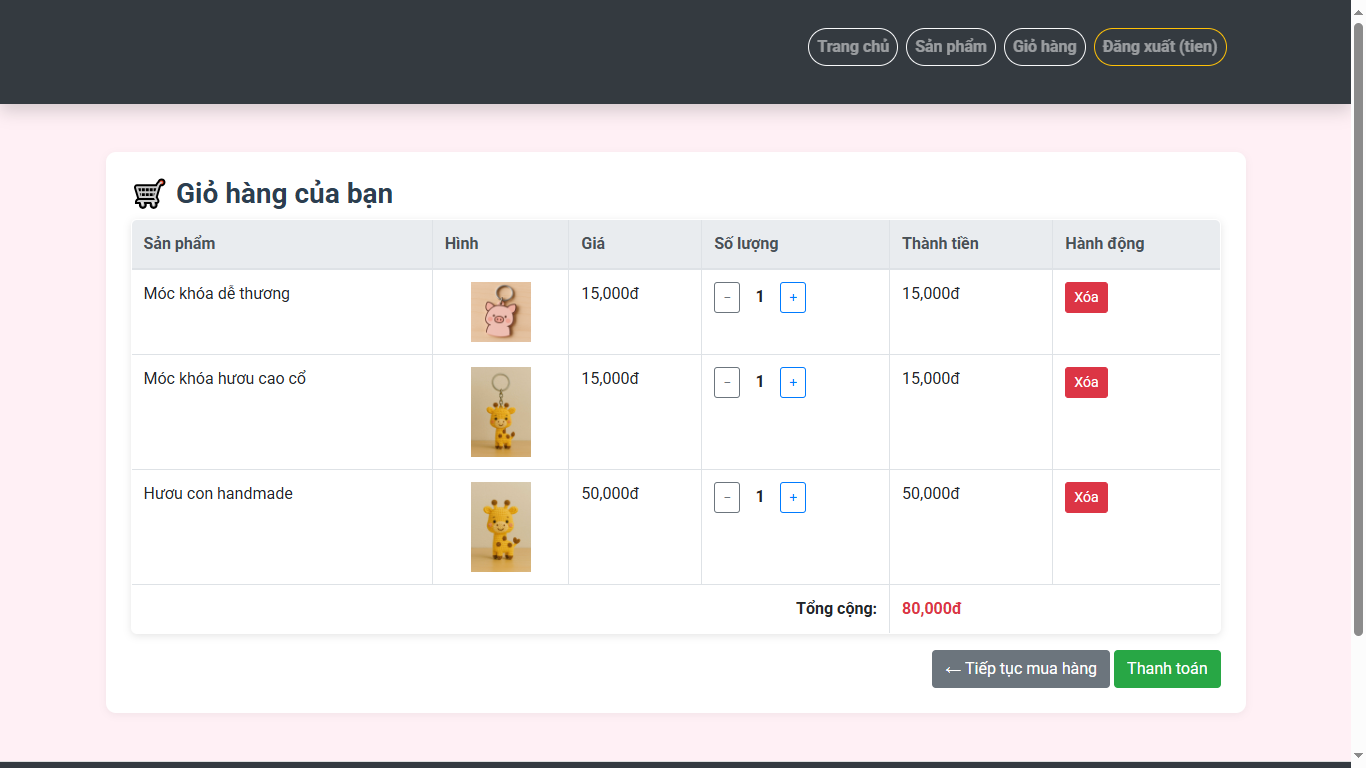 Trang chủ Sản phẩm Giỏ hàng Đăng xuất (tien)
Giỏ hàng của bạn
Sản phẩm Hình Giá Số lượng Thành tiền Hành động
Móc khóa dễ thương 15,000đ − 1 + 15,000đ Xóa
Móc khóa hươu cao cổ 15,000đ − 1 + 15,000đ Xóa
Hươu con handmade 50,000đ − 1 + 50,000đ Xóa
Tổng cộng: 80,000đ
← Tiếp tục mua hàng Thanh toán